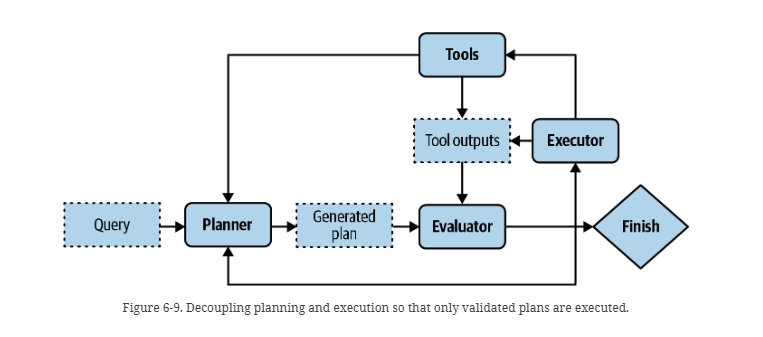 Tools
Tool outputs
Executor
Query
Planner
Generated
plan
Evaluator
Finish
Figure 6-9. Decoupling planning and execution so that only validated plans are executed.